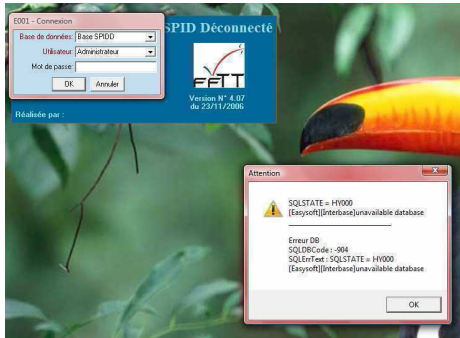 E001 - Connexion
Base de données: Base SPIDD
Utilisateur: Administrateur
Mot de passe:
OK Annuler
SPID Déconnecté
FFTT
Version N° 4.07
du 23/11/2006
Réalisée par :
Attention
SQLSTATE = HY000
[Easysoft][Interbase]unavailable database
Erreur DB
SQLDBCode : -904
SQLErrText : SQLSTATE = HY000
[Easysoft][Interbase]unavailable database
OK